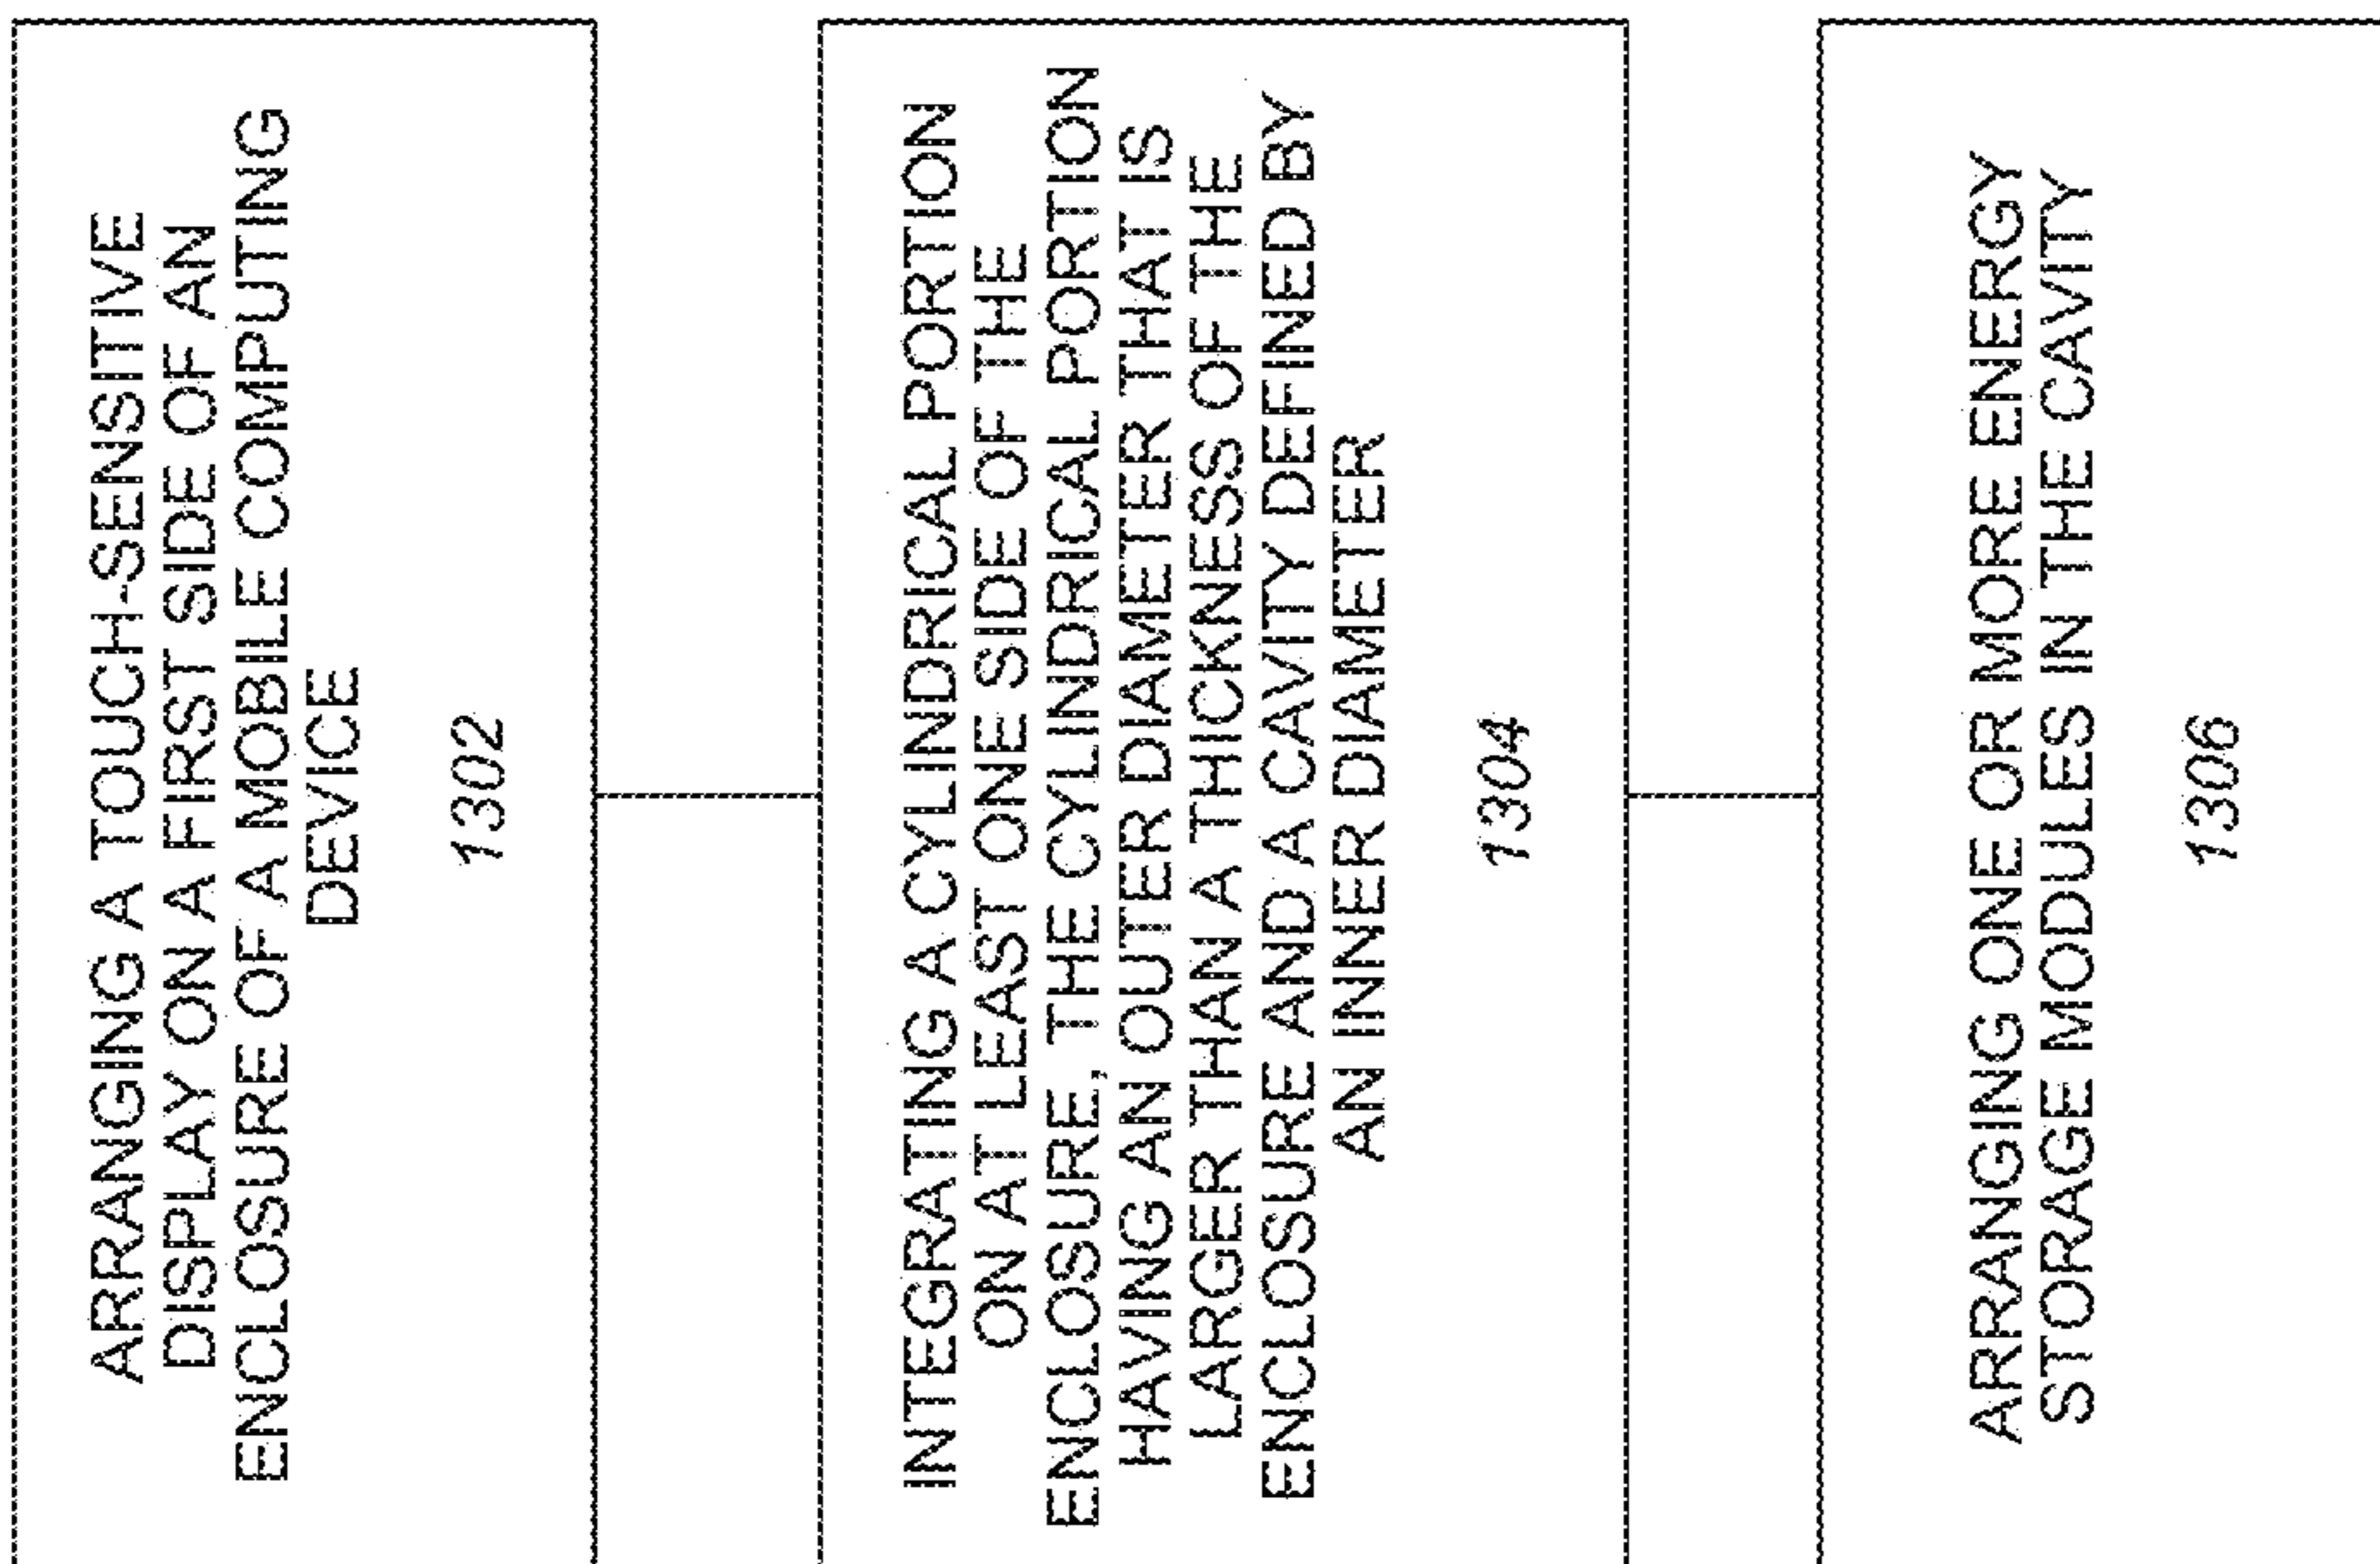 ARRANGING A TOUCH-SENSITIVE
DISPLAY ON A FIRST SIDE OF AN
ENCLOSURE OF A MOBILE COMPUTING
DEVICE
1302
INTEGRATING A CYLINDRICAL PORTION
ON AT LEAST ONE SIDE OF THE
ENCLOSURE, THE CYLINDRICAL PORTION
HAVING AN OUTER DIAMETER THAT IS
LARGER THAN A THICKNESS OF THE
ENCLOSURE AND A CAVITY DEFINED BY
AN INNER DIAMETER
1304
ARRANGING ONE OR MORE ENERGY
STORAGE MODULES IN THE CAVITY
1306